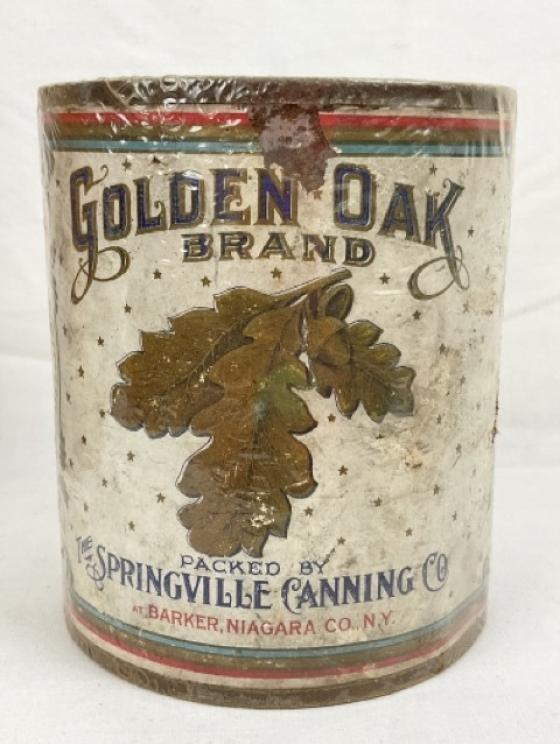 GOLDEN OAK
BRAND
PACKED BY
THE SPRINGVILLE CANNING CO
AT BARKER, NIAGARA CO. N.Y.